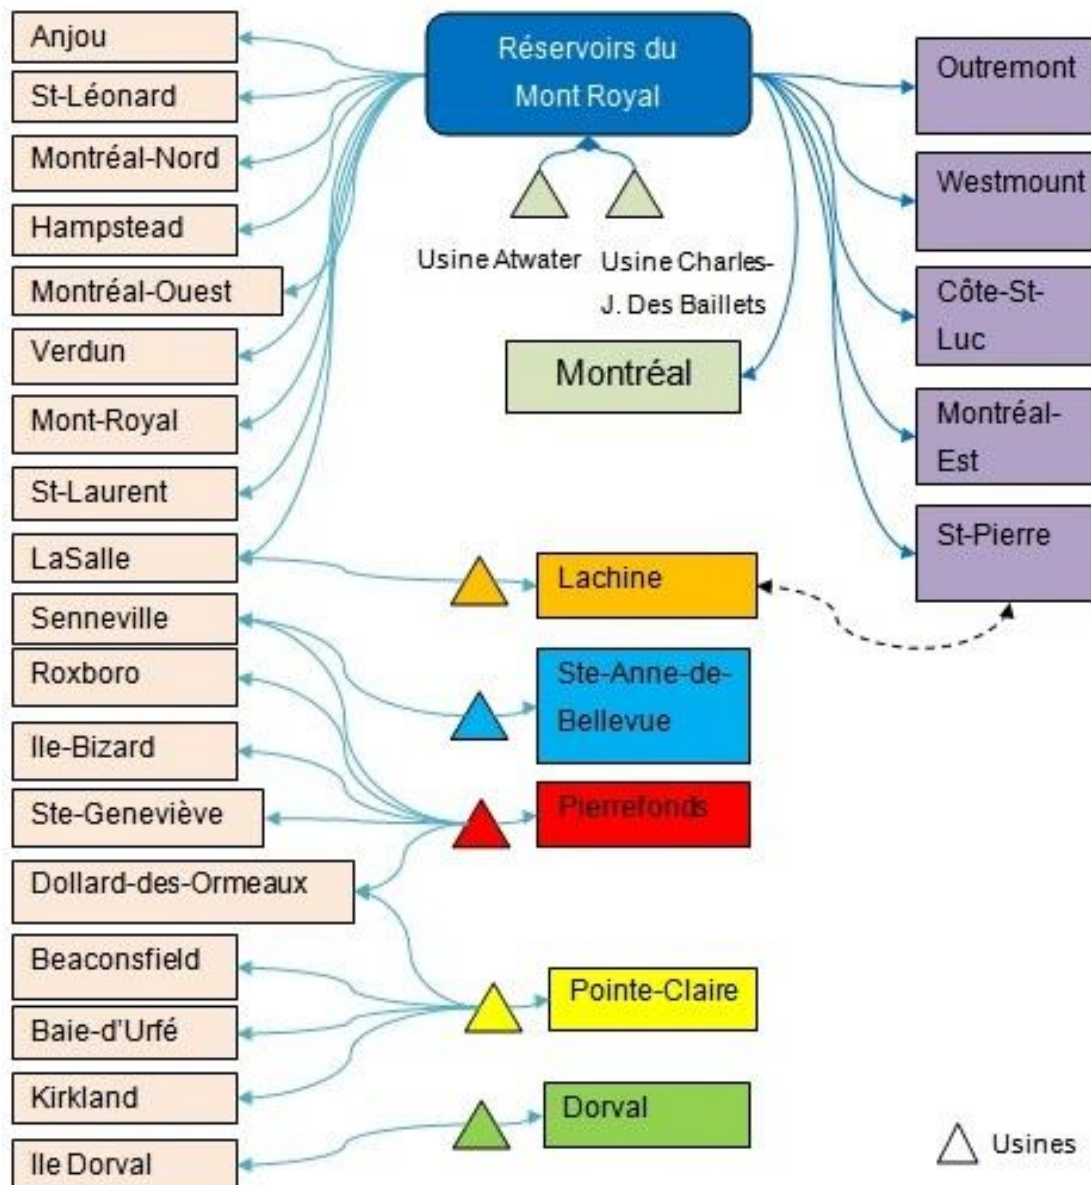 Anjou
St-Léonard
Montréal-Nord
Hampstead
Montréal-Ouest
Verdun
Mont-Royal
St-Laurent
LaSalle
Senneville
Roxboro
Ile-Bizard
Ste-Geneviève
Dollard-des-Ormeaux
Beaconsfield
Baie-d'Urfé
Kirkland
Ile Dorval
Réservoirs du
Mont Royal
Usine Atwater
Usine Charles-
J. Des Baillets
Montréal
Lachine
Ste-Anne-de-
Bellevue
Pierrefonds
Pointe-Claire
Dorval
Outremont
Westmount
Côte-St-
Luc
Montréal-
Est
St-Pierre
Usines